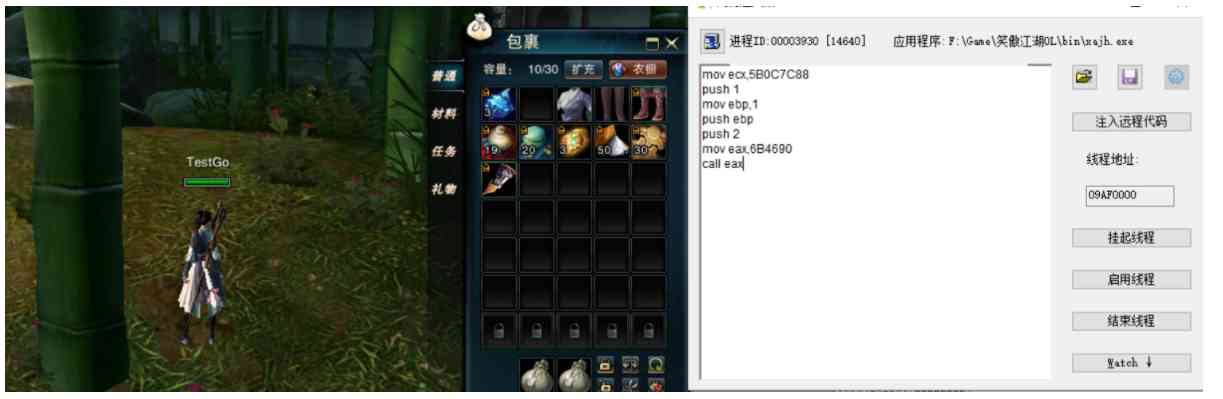 包裹
容量： 10/30 扩充 衣橱
普通
材料
任务
礼物
3
19 20 3 50 30
TestGo
进程ID:00003930 [14640] 应用程序: F:\Game\笑傲江湖OL\bin\xajh.exe
mov ecx,5B0C7C88
push 1
mov ebp,1
push ebp
push 2
mov eax,6B4690
call eax
注入远程代码
线程地址:
09AF0000
挂起线程
启用线程
结束线程
Watch ↓